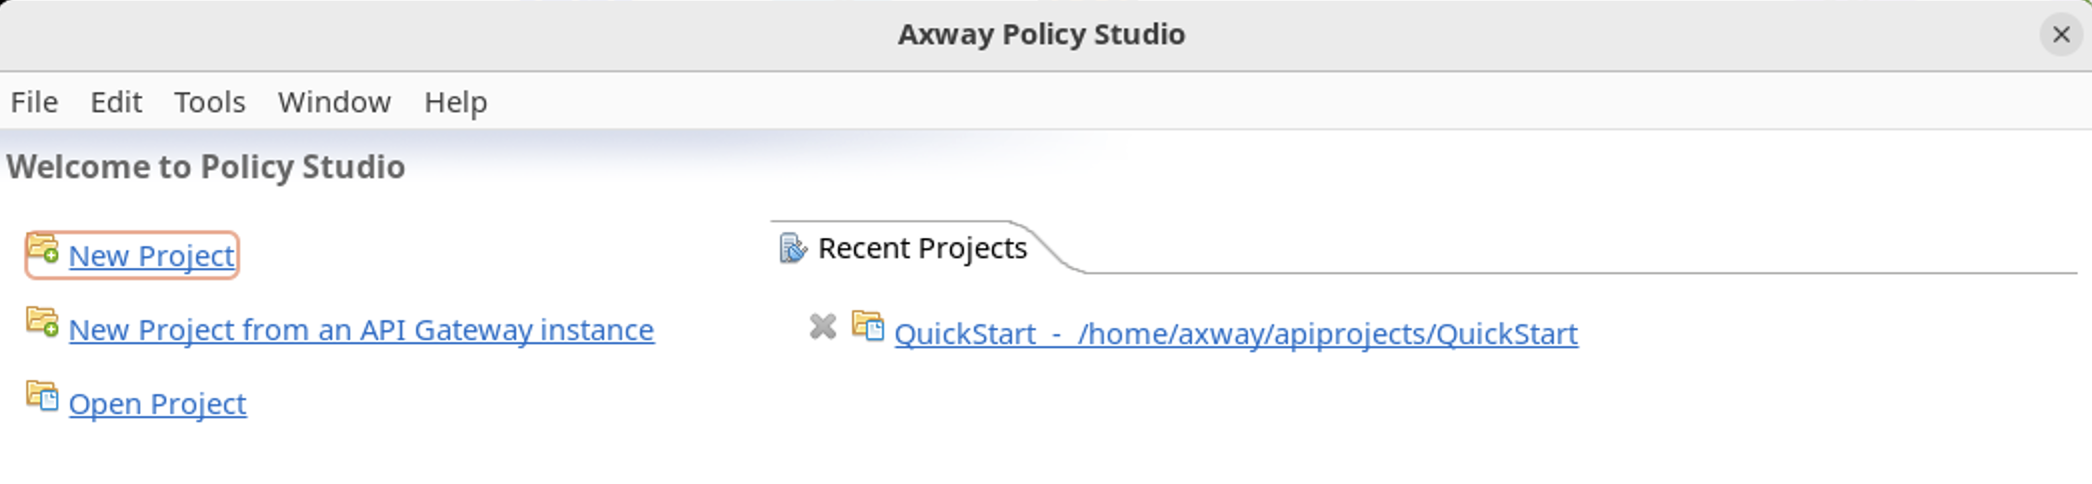 Axway Policy Studio
File Edit Tools Window Help
Welcome to Policy Studio
New Project
New Project from an API Gateway instance
Open Project
Recent Projects
QuickStart - /home/axway/apiprojects/QuickStart